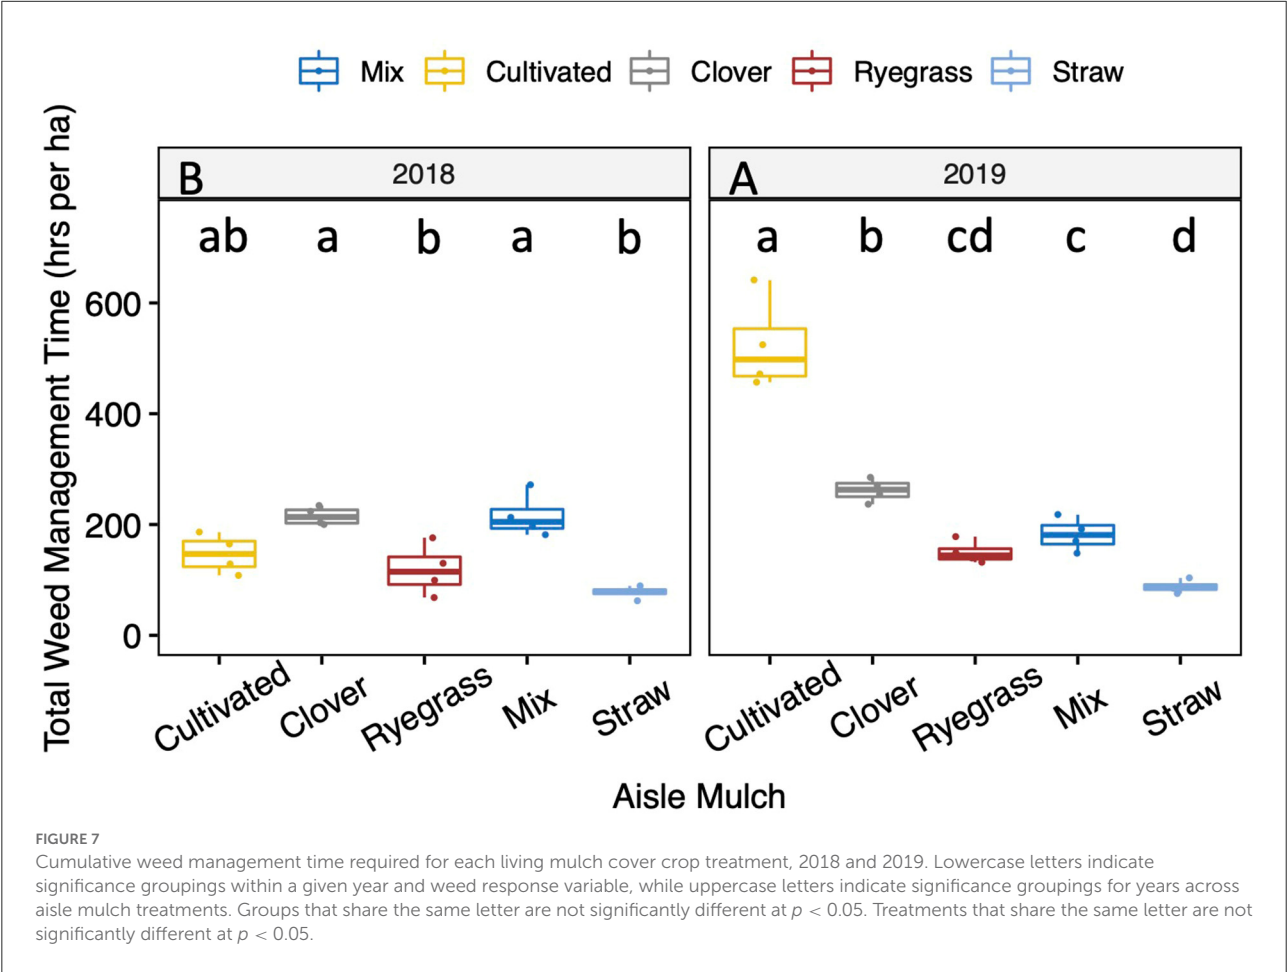 Mix Cultivated Clover Ryegrass Straw
Total Weed Management Time (hrs per ha)
B 2018
A 2019
ab a b a b
a b cd c d
600
400
200
0
Cultivated Clover Ryegrass Mix Straw
Cultivated Clover Ryegrass Mix Straw
Aisle Mulch
FIGURE 7
Cumulative weed management time required for each living mulch cover crop treatment, 2018 and 2019. Lowercase letters indicate
significance groupings within a given year and weed response variable, while uppercase letters indicate significance groupings for years across
aisle mulch treatments. Groups that share the same letter are not significantly different at p < 0.05. Treatments that share the same letter are not
significantly different at p < 0.05.